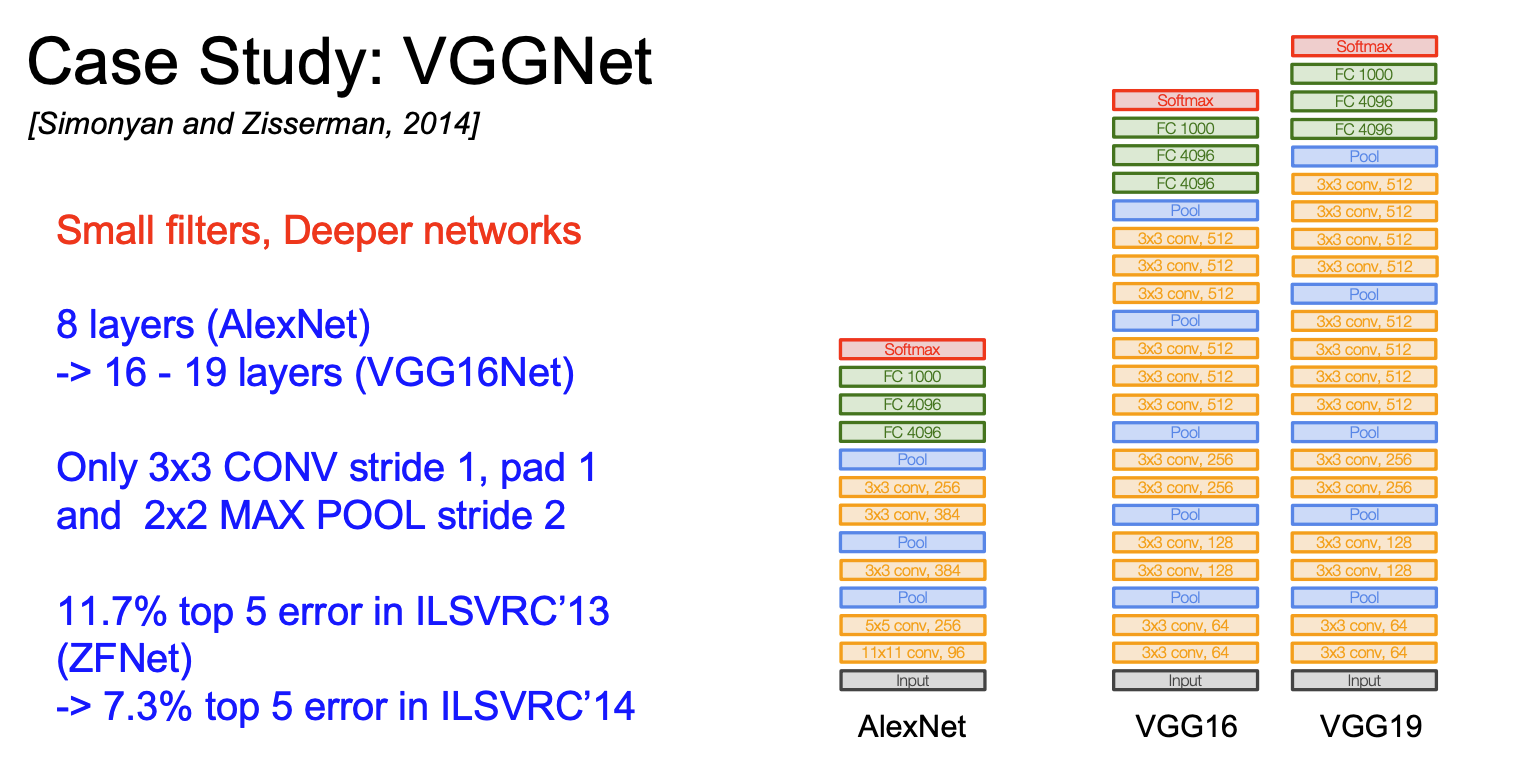 Case Study: VGGNet
[Simonyan and Zisserman, 2014]
Small filters, Deeper networks
8 layers (AlexNet)
-> 16 - 19 layers (VGG16Net)
Only 3x3 CONV stride 1, pad 1
and 2x2 MAX POOL stride 2
11.7% top 5 error in ILSVRC'13
(ZFNet)
-> 7.3% top 5 error in ILSVRC'14
Softmax
FC 1000
FC 4096
FC 4096
Pool
3x3 conv, 256
3x3 conv, 384
Pool
3x3 conv, 384
Pool
5x5 conv, 256
11x11 conv, 96
Input
AlexNet
Softmax
FC 1000
FC 4096
FC 4096
Pool
3x3 conv, 512
3x3 conv, 512
3x3 conv, 512
Pool
3x3 conv, 512
3x3 conv, 512
3x3 conv, 512
Pool
3x3 conv, 256
3x3 conv, 256
Pool
3x3 conv, 128
3x3 conv, 128
Pool
3x3 conv, 64
3x3 conv, 64
Input
VGG16
Softmax
FC 1000
FC 4096
FC 4096
Pool
3x3 conv, 512
3x3 conv, 512
3x3 conv, 512
3x3 conv, 512
Pool
3x3 conv, 512
3x3 conv, 512
3x3 conv, 512
3x3 conv, 512
Pool
3x3 conv, 256
3x3 conv, 256
Pool
3x3 conv, 128
3x3 conv, 128
Pool
3x3 conv, 64
3x3 conv, 64
Input
VGG19